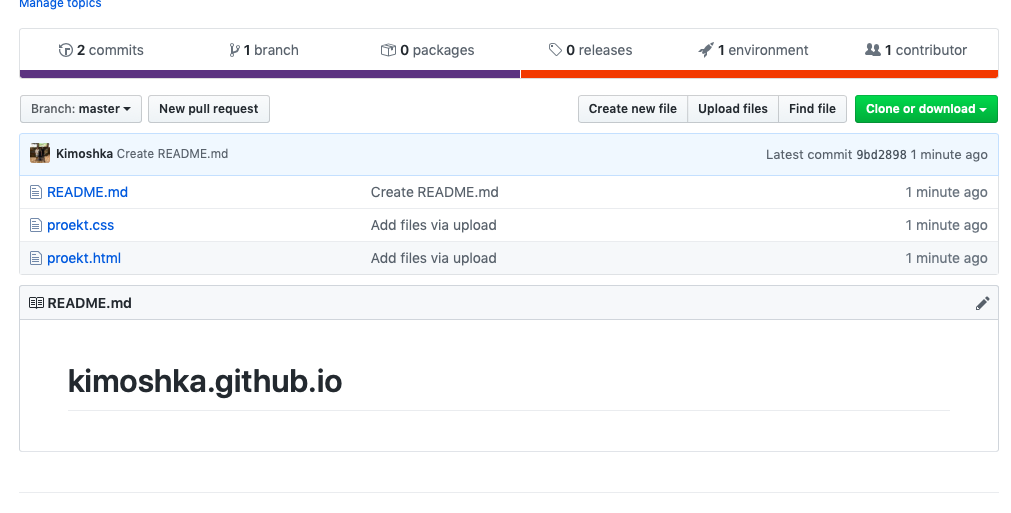 Manage topics
2 commits 1 branch 0 packages 0 releases 1 environment 1 contributor
Branch: master New pull request Create new file Upload files Find file Clone or download
Kimoshka Create README.md Latest commit 9bd2898 1 minute ago
README.md Create README.md 1 minute ago
proekt.css Add files via upload 1 minute ago
proekt.html Add files via upload 1 minute ago
README.md
kimoshka.github.io